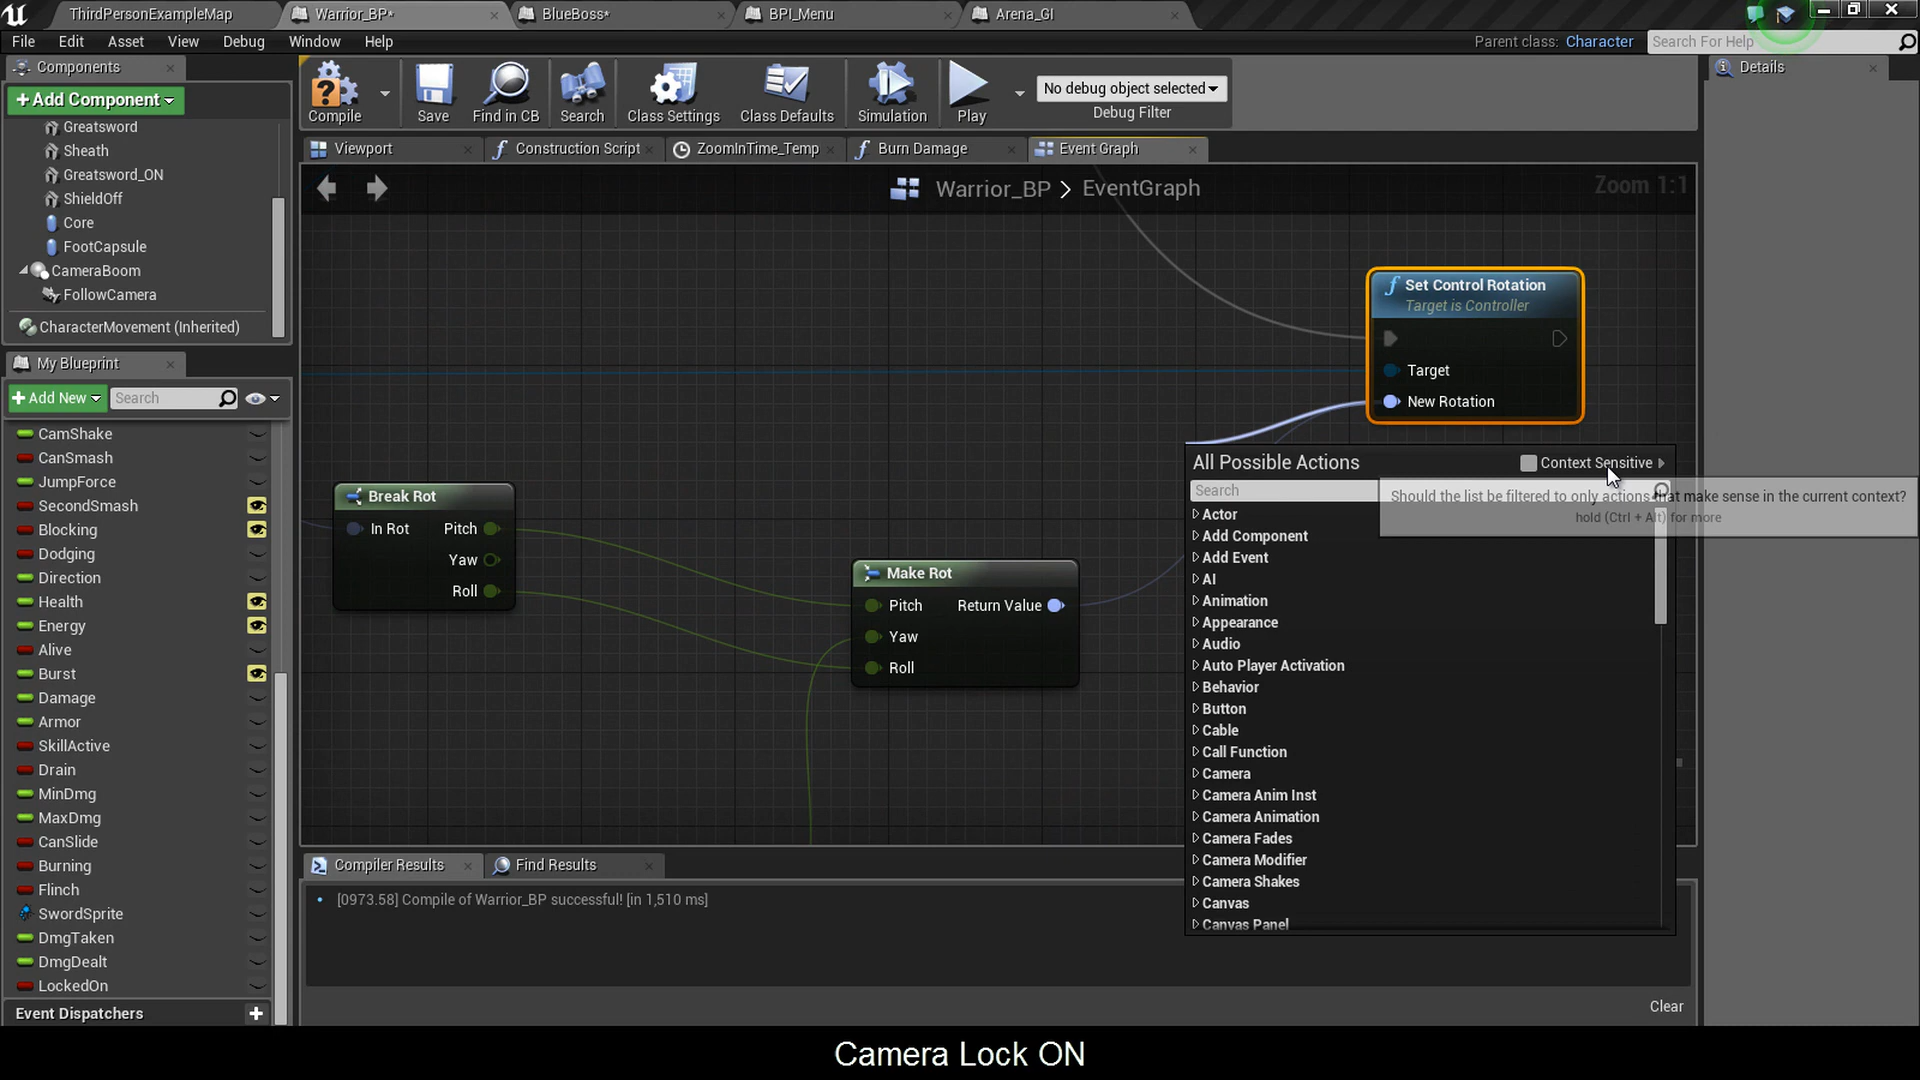 ThirdPersonExampleMap
Warrior_BP*
BlueBoss*
BPI_Menu
Arena_GI
File Edit Asset View Debug Window Help
Parent class: Character
Search For Help
Components
+Add Component
Greatsword
Sheath
Greatsword_ON
ShieldOff
Core
FootCapsule
CameraBoom
FollowCamera
CharacterMovement (Inherited)
My Blueprint
+Add New
Search
CamShake
CanSmash
JumpForce
SecondSmash
Blocking
Dodging
Direction
Health
Energy
Alive
Burst
Damage
Armor
SkillActive
Drain
MinDmg
MaxDmg
CanSlide
Burning
Flinch
SwordSprite
DmgTaken
DmgDealt
LockedOn
Event Dispatchers
Compile
Save
Find in CB
Search
Class Settings
Class Defaults
Simulation
Play
No debug object selected
Debug Filter
Viewport
Construction Script
ZoomInTime_Temp
Burn Damage
Event Graph
Warrior_BP > EventGraph
Zoom 1:1
Set Control Rotation
Target is Controller
Target
New Rotation
Break Rot
In Rot Pitch
Yaw
Roll
Make Rot
Pitch Return Value
Yaw
Roll
All Possible Actions
Context Sensitive
Search
Should the list be filtered to only actions that make sense in the current context?
hold (Ctrl + Alt) for more
Actor
Add Component
Add Event
AI
Animation
Appearance
Audio
Auto Player Activation
Behavior
Button
Cable
Call Function
Camera
Camera Anim Inst
Camera Animation
Camera Fades
Camera Modifier
Camera Shakes
Canvas
Canvas Panel
Compiler Results
Find Results
[0973.58] Compile of Warrior_BP successful! [in 1,510 ms]
Clear
Details
Camera Lock ON